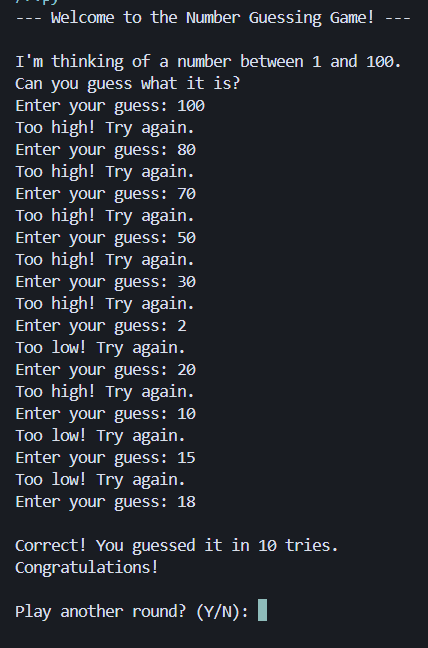 --- Welcome to the Number Guessing Game! ---
I'm thinking of a number between 1 and 100.
Can you guess what it is?
Enter your guess: 100
Too high! Try again.
Enter your guess: 80
Too high! Try again.
Enter your guess: 70
Too high! Try again.
Enter your guess: 50
Too high! Try again.
Enter your guess: 30
Too high! Try again.
Enter your guess: 2
Too low! Try again.
Enter your guess: 20
Too high! Try again.
Enter your guess: 10
Too low! Try again.
Enter your guess: 15
Too low! Try again.
Enter your guess: 18
Correct! You guessed it in 10 tries.
Congratulations!
Play another round? (Y/N):